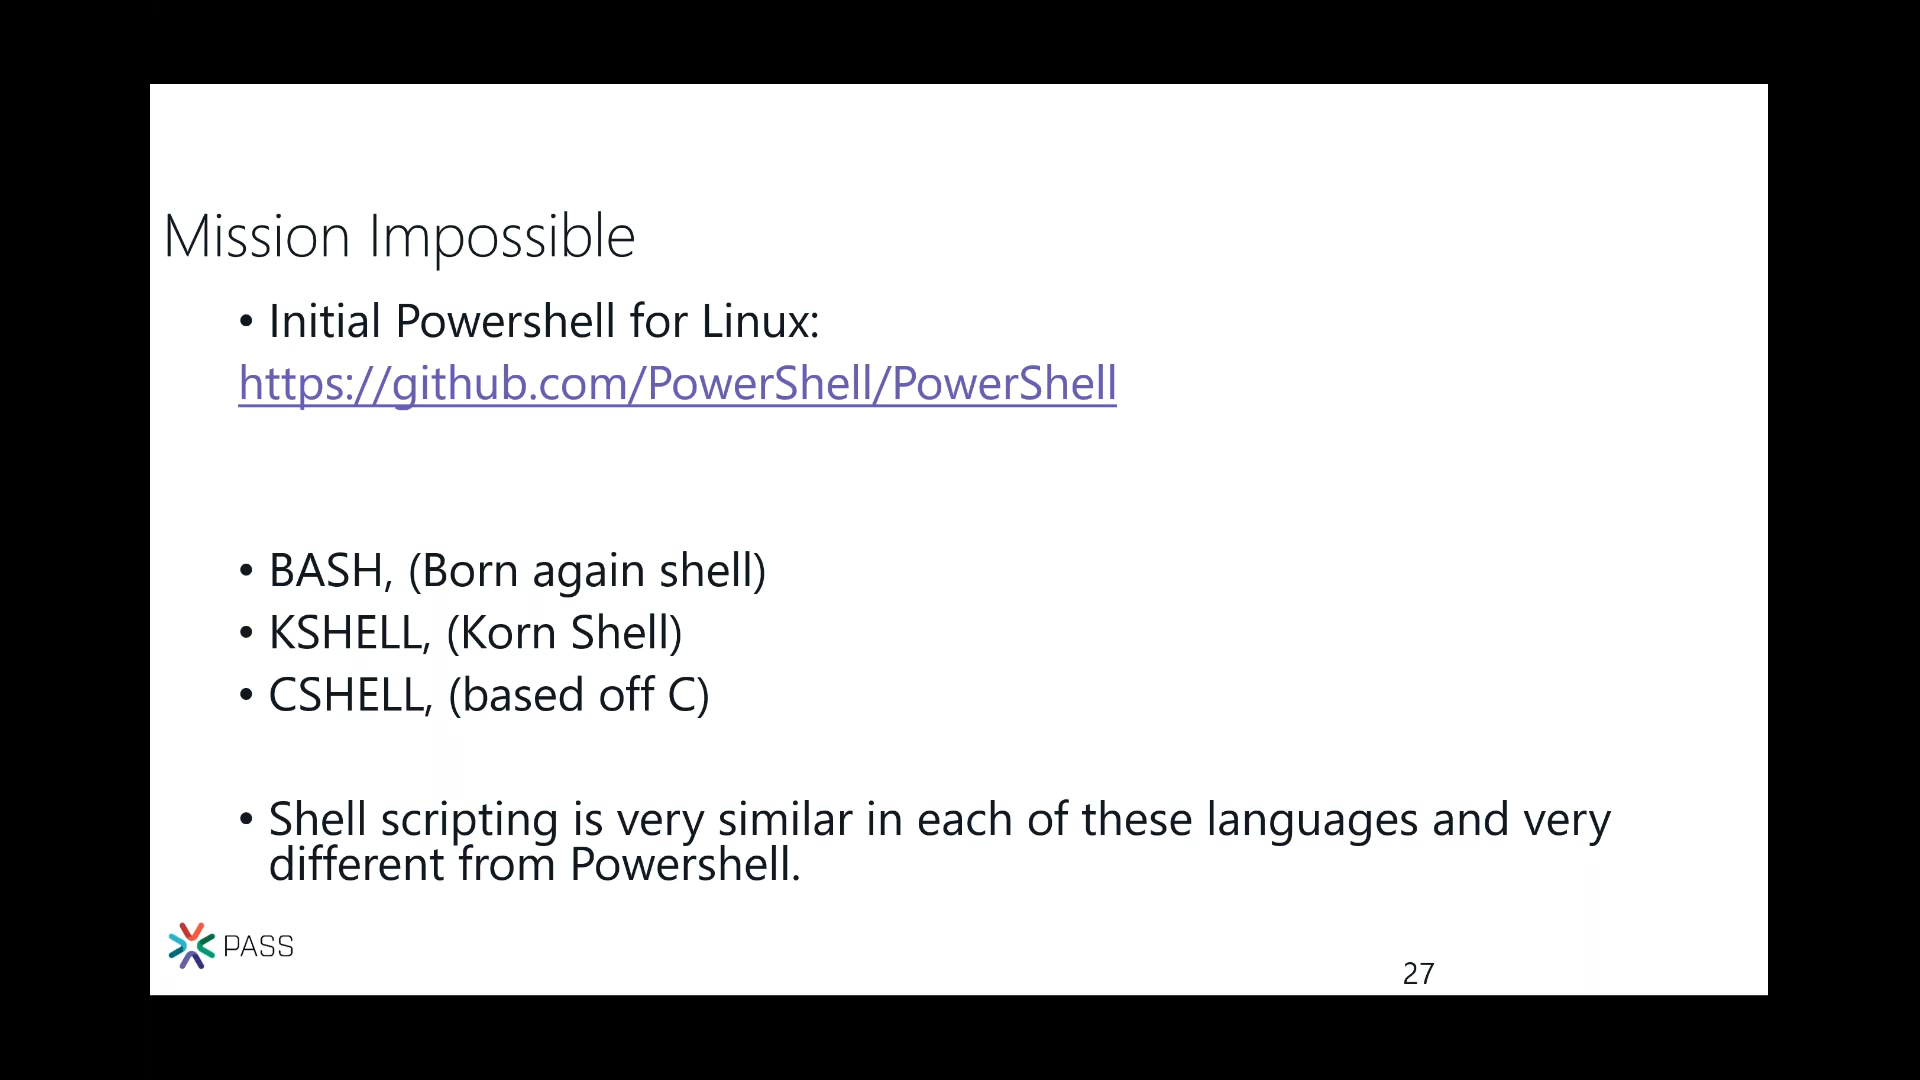 Mission Impossible
• Initial Powershell for Linux:
https://github.com/PowerShell/PowerShell
• BASH, (Born again shell)
• KSHELL, (Korn Shell)
• CSHELL, (based off C)
• Shell scripting is very similar in each of these languages and very
different from Powershell.
PASS
27